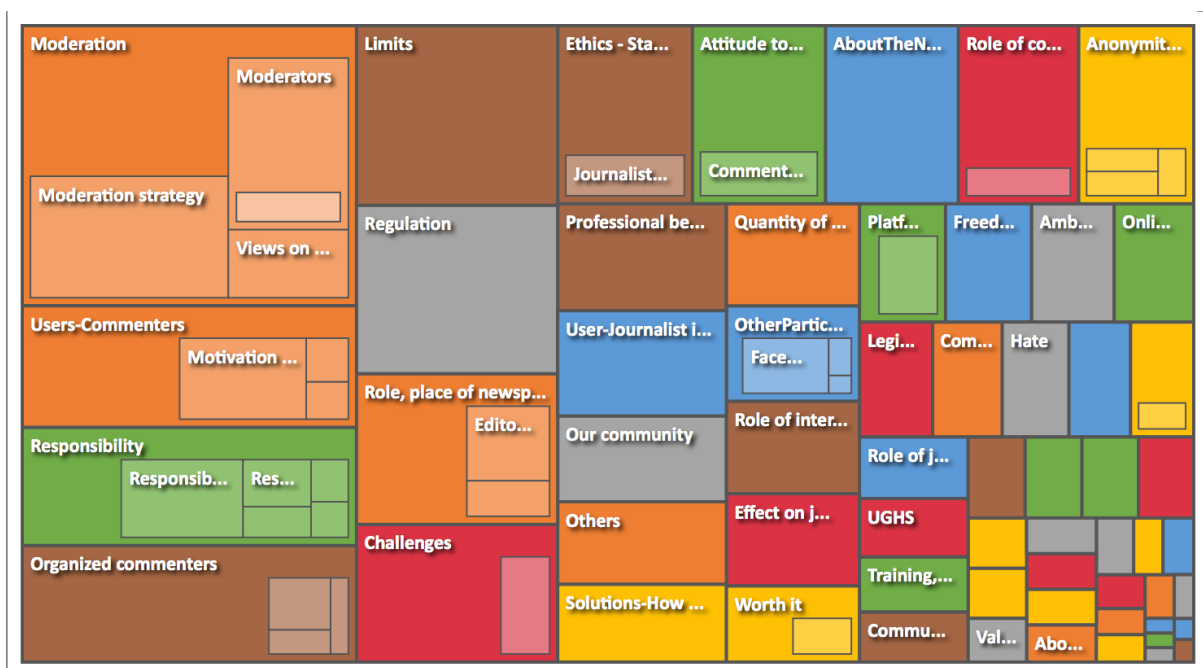 Moderation
Moderators
Moderation strategy
Views on ...
Users-Commenters
Motivation ...
Responsibility
Responsib...
Res...
Organized commenters
Limits
Regulation
Role, place of newsp...
Edito...
Challenges
Ethics - Sta...
Journalist...
Attitude to...
Comment...
AboutTheN...
Role of co...
Anonymit...
Professional be...
User-Journalist i...
Our community
Others
Solutions-How ...
Quantity of ...
OtherPartic...
Face...
Role of inter...
Effect on j...
Worth it
Platf...
Freed...
Amb...
Onli...
Legi...
Com...
Hate
Role of j...
UGHS
Training,...
Commu...
Val...
Abo...